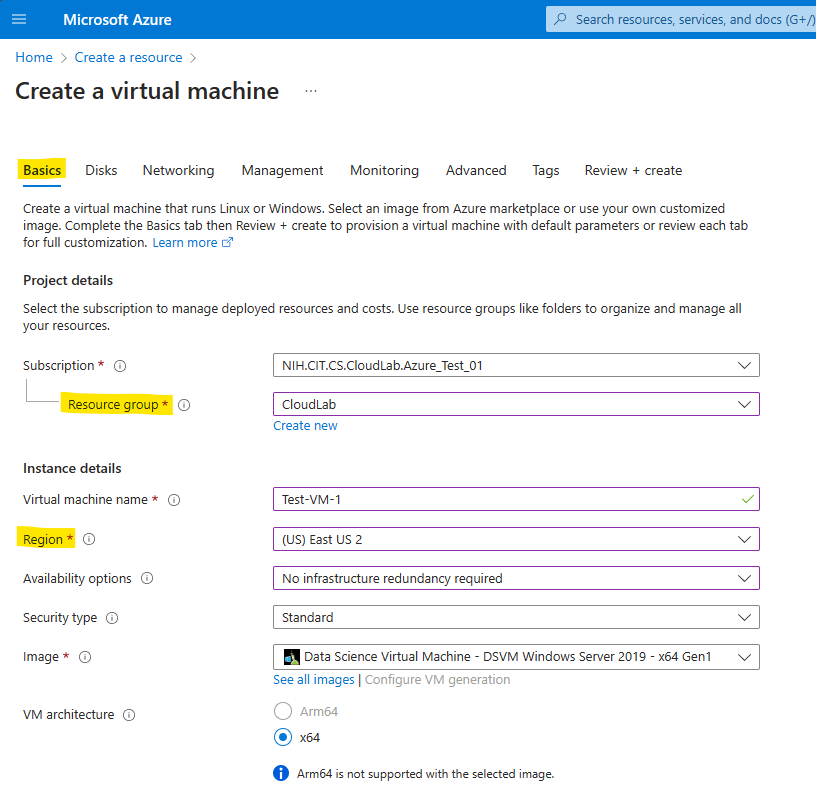 Microsoft Azure
Search resources, services, and docs (G+/)
Home > Create a resource >
Create a virtual machine ...
Basics Disks Networking Management Monitoring Advanced Tags Review + create
Create a virtual machine that runs Linux or Windows. Select an image from Azure marketplace or use your own customized
image. Complete the Basics tab then Review + create to provision a virtual machine with default parameters or review each tab
for full customization. Learn more
Project details
Select the subscription to manage deployed resources and costs. Use resource groups like folders to organize and manage all
your resources.
Subscription * NIH.CIT.CS.CloudLab.Azure_Test_01
Resource group * CloudLab
Create new
Instance details
Virtual machine name * Test-VM-1
Region * (US) East US 2
Availability options No infrastructure redundancy required
Security type Standard
Image * Data Science Virtual Machine - DSVM Windows Server 2019 - x64 Gen1
See all images | Configure VM generation
VM architecture Arm64
x64
Arm64 is not supported with the selected image.